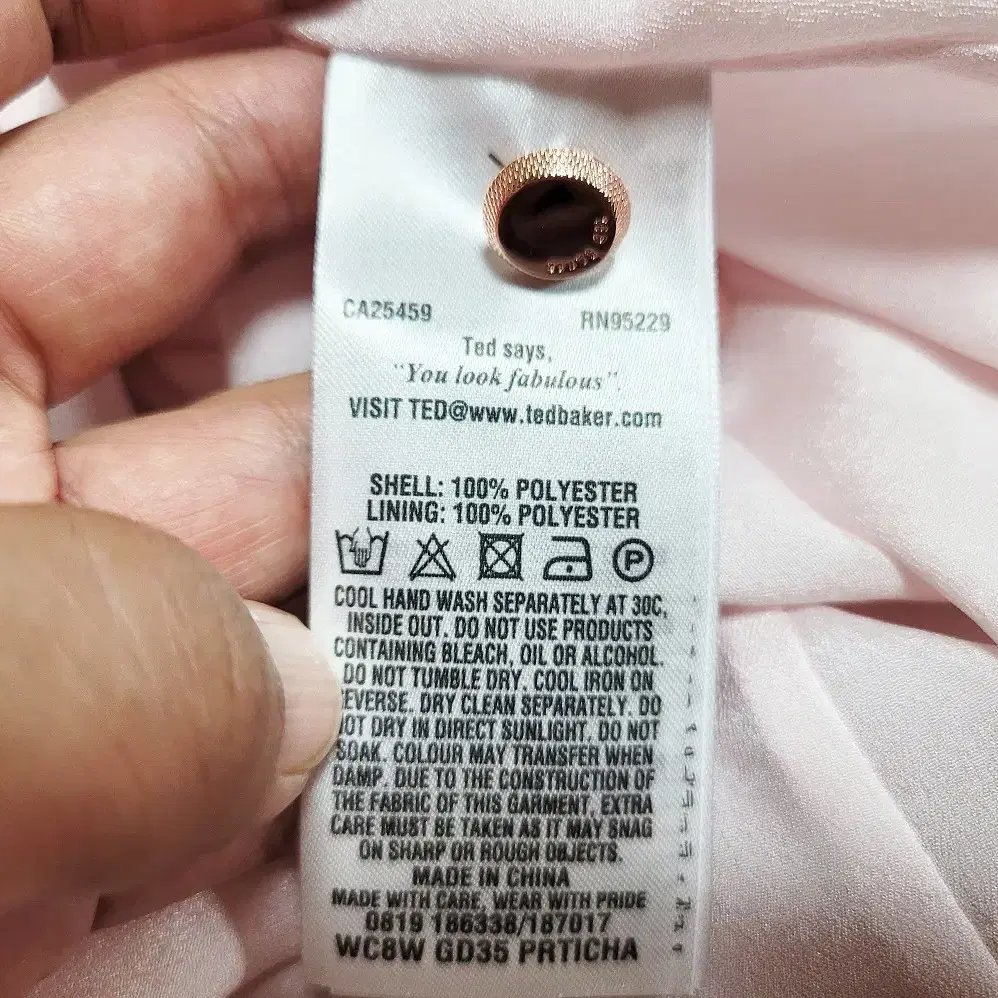 CA25459 RN95229
Ted says,
"You look fabulous".
VISIT TED@www.tedbaker.com
SHELL: 100% POLYESTER
LINING: 100% POLYESTER
P
COOL HAND WASH SEPARATELY AT 30C,
INSIDE OUT. DO NOT USE PRODUCTS
CONTAINING BLEACH, OIL OR ALCOHOL.
DO NOT TUMBLE DRY. COOL IRON ON
EVERSE. DRY CLEAN SEPARATELY. DO
OT DRY IN DIRECT SUNLIGHT. DO NOT
SOAK. COLOUR MAY TRANSFER WHEN
DAMP. DUE TO THE CONSTRUCTION OF
THE FABRIC OF THIS GARMENT, EXTRA
CARE MUST BE TAKEN AS IT MAY SNAG
ON SHARP OR ROUGH OBJECTS.
MADE IN CHINA
MADE WITH CARE, WEAR WITH PRIDE
0819 186338/187017
WC8W GD35 PRTICHA